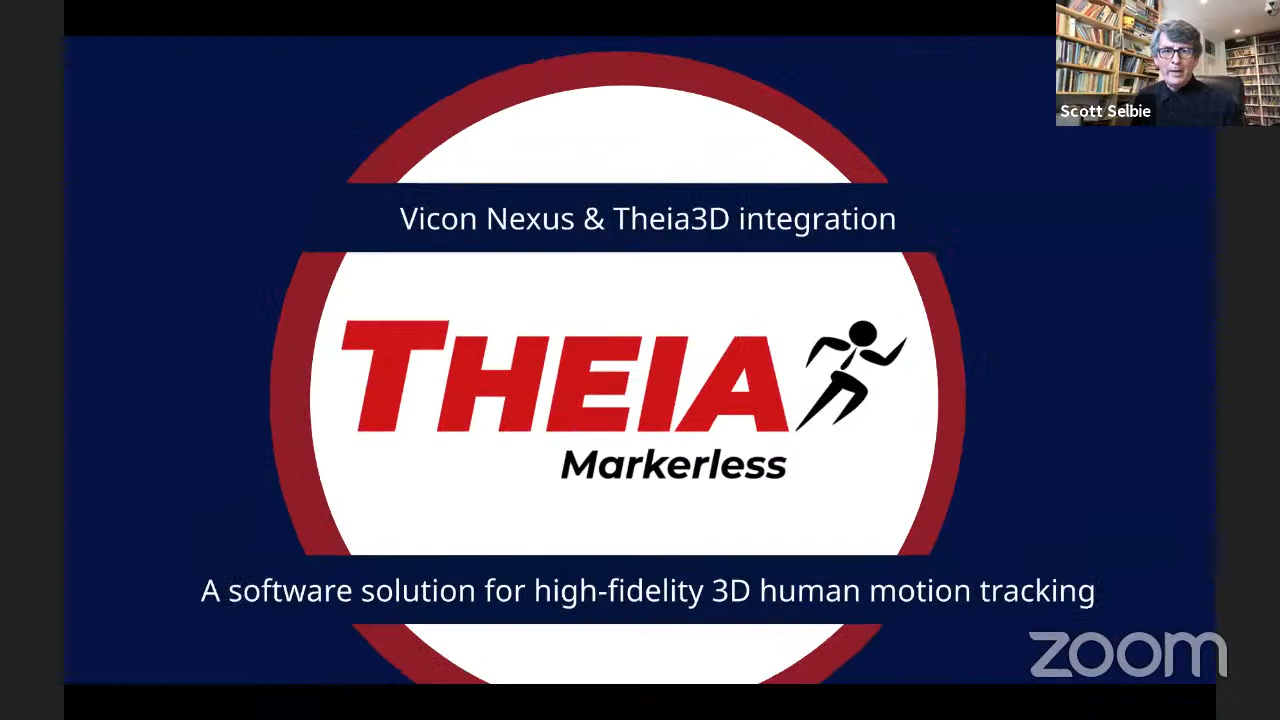 Scott Selbie
Vicon Nexus & Theia3D integration
THEIA
Markerless
A software solution for high-fidelity 3D human motion tracking
zoom